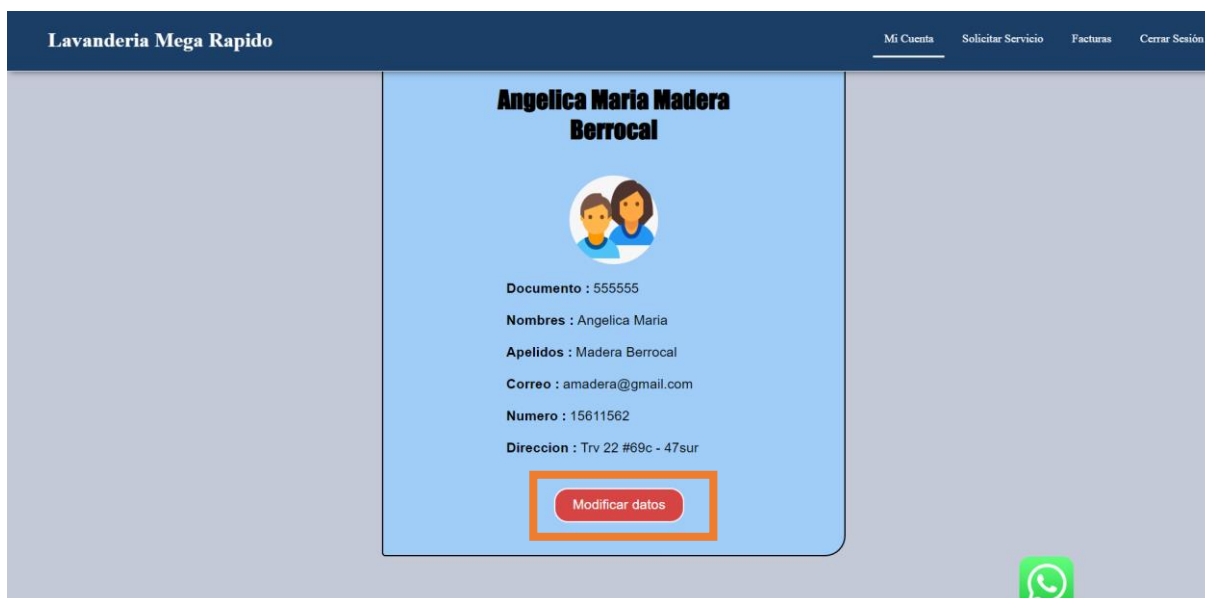 Lavanderia Mega Rapido
Mi Cuenta Solicitar Servicio Facturas Cerrar Sesión
Angelica Maria Madera
Berrocal
Documento : 555555
Nombres : Angelica Maria
Apelidos : Madera Berrocal
Correo : amadera@gmail.com
Numero : 15611562
Direccion : Trv 22 #69c - 47sur
Modificar datos